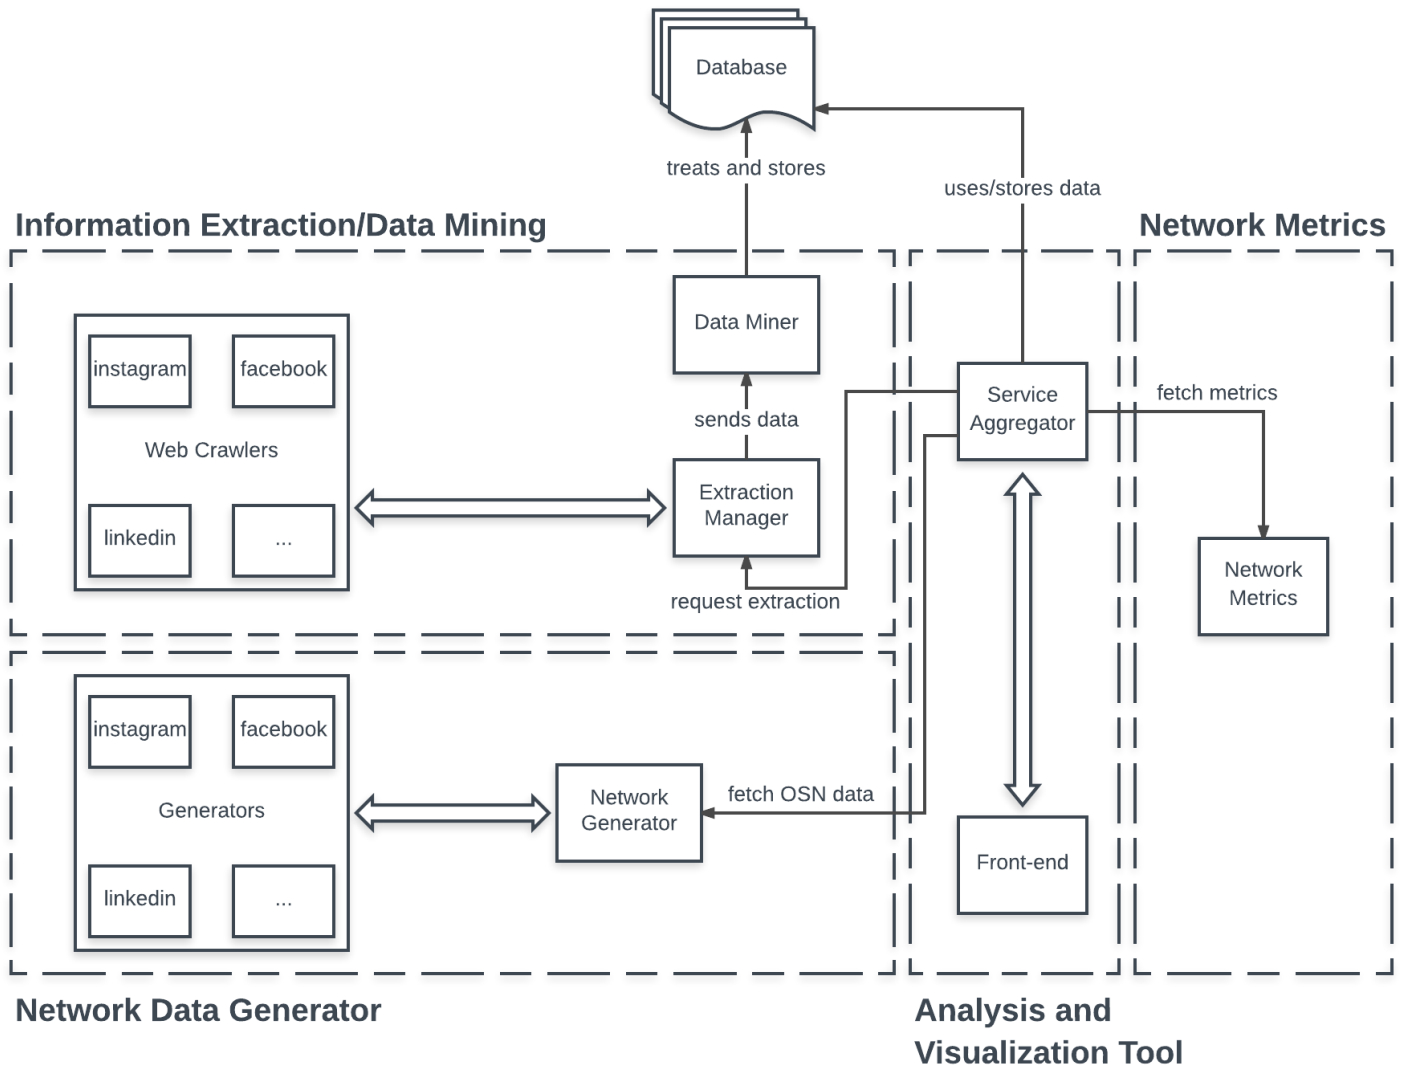 Database
treats and stores
uses/stores data
Information Extraction/Data Mining
Network Metrics
instagram
facebook
Web Crawlers
linkedin
...
Data Miner
sends data
Extraction
Manager
request extraction
Service
Aggregator
fetch metrics
Network
Metrics
instagram
facebook
Generators
linkedin
...
Network
Generator
fetch OSN data
Front-end
Network Data Generator
Analysis and
Visualization Tool